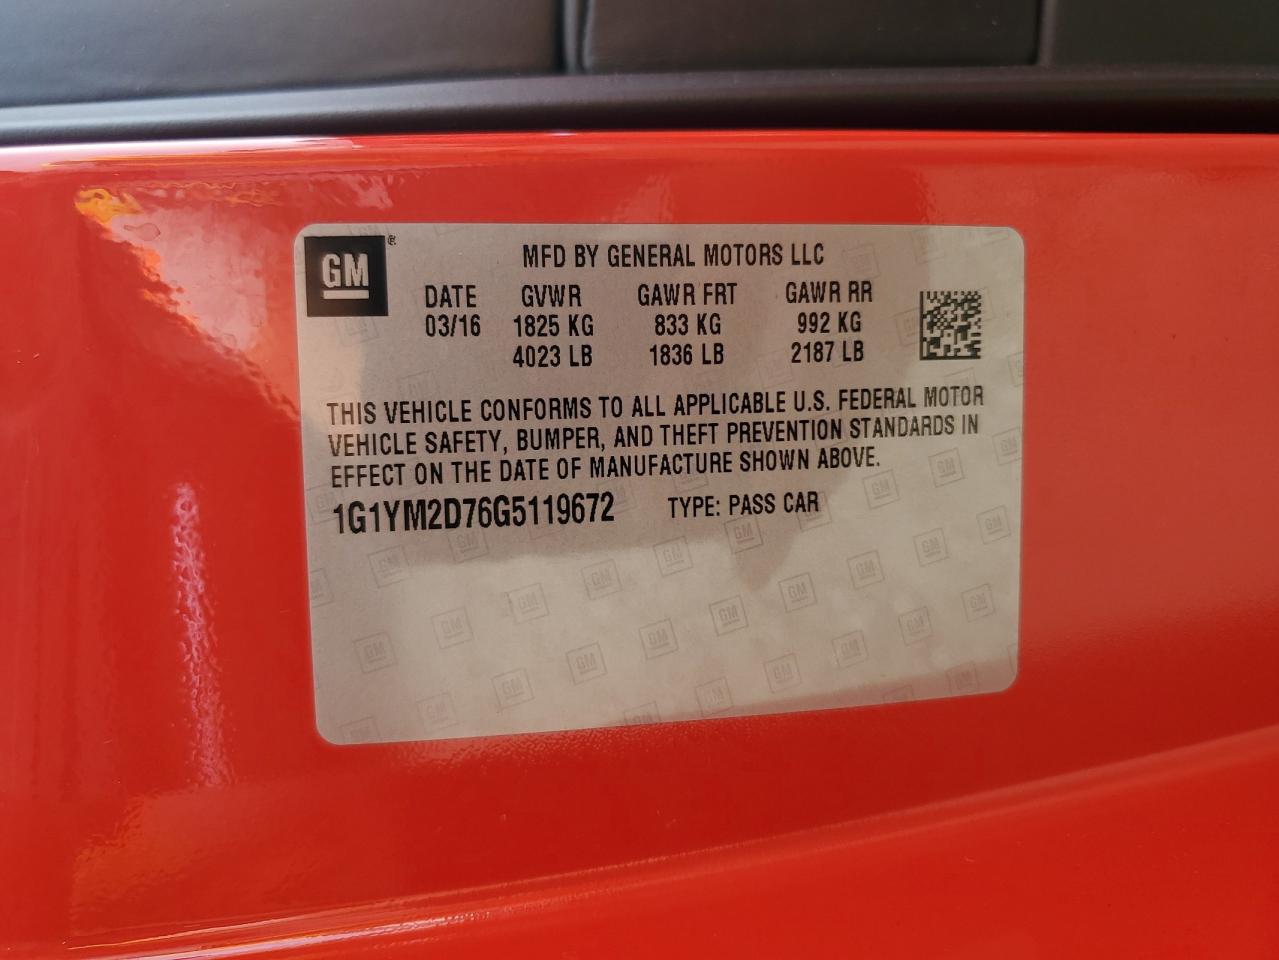 GM ®
MFD BY GENERAL MOTORS LLC
DATE GVWR GAWR FRT GAWR RR
03/16 1825 KG 833 KG 992 KG
4023 LB 1836 LB 2187 LB
THIS VEHICLE CONFORMS TO ALL APPLICABLE U.S. FEDERAL MOTOR
VEHICLE SAFETY, BUMPER, AND THEFT PREVENTION STANDARDS IN
EFFECT ON THE DATE OF MANUFACTURE SHOWN ABOVE.
1G1YM2D76G5119672 TYPE: PASS CAR